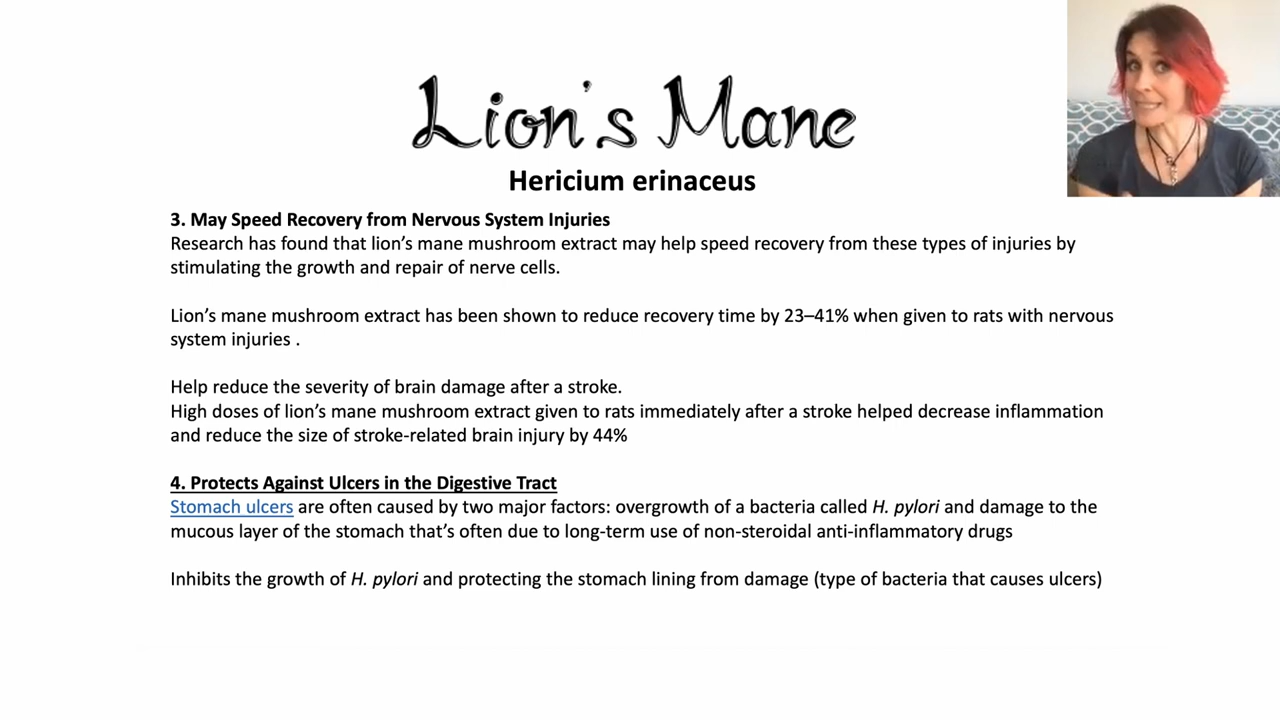 Lion's Mane
Hericium erinaceus
3. May Speed Recovery from Nervous System Injuries
Research has found that lion’s mane mushroom extract may help speed recovery from these types of injuries by
stimulating the growth and repair of nerve cells.
Lion’s mane mushroom extract has been shown to reduce recovery time by 23–41% when given to rats with nervous
system injuries .
Help reduce the severity of brain damage after a stroke.
High doses of lion’s mane mushroom extract given to rats immediately after a stroke helped decrease inflammation
and reduce the size of stroke-related brain injury by 44%
4. Protects Against Ulcers in the Digestive Tract
Stomach ulcers are often caused by two major factors: overgrowth of a bacteria called H. pylori and damage to the
mucous layer of the stomach that’s often due to long-term use of non-steroidal anti-inflammatory drugs
Inhibits the growth of H. pylori and protecting the stomach lining from damage (type of bacteria that causes ulcers)